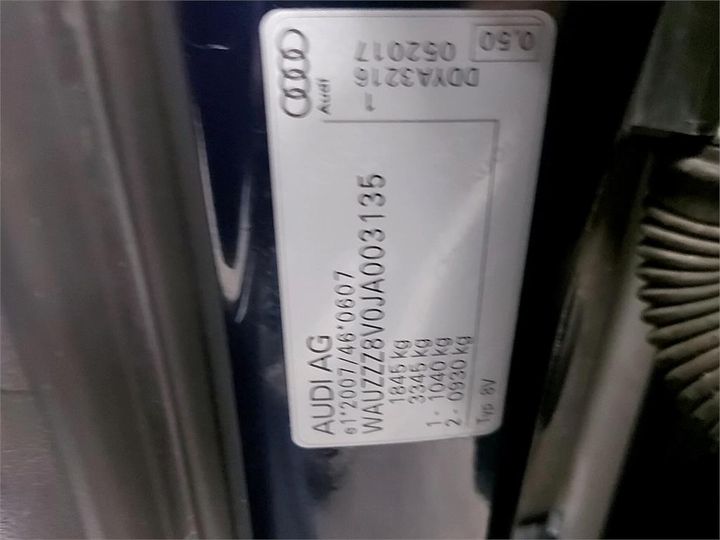 AUDI AG
e1*2007/46*0607
WAUZZZ8V0JA003135
1845 kg
3345 kg
1- 1040 kg
2- 0930 kg
Typ 8V
Audi
1
DDYA3216
052017
0,50